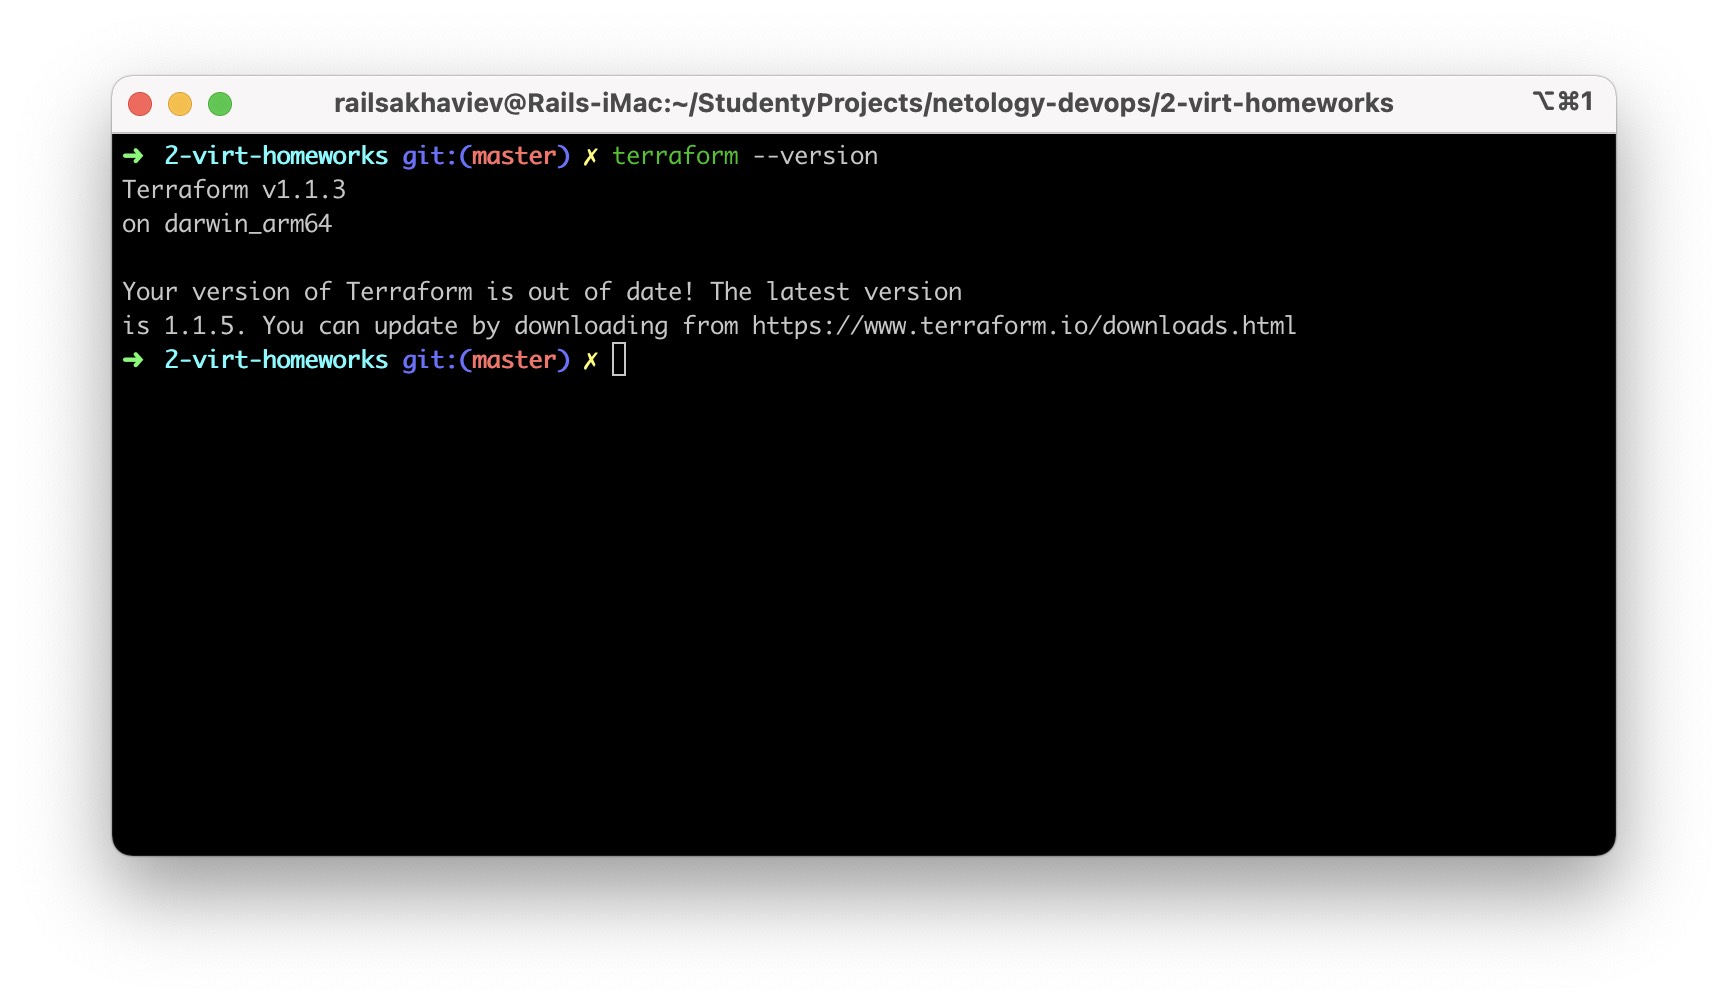 railsakhaviev@Rails-iMac:~/StudentyProjects/netology-devops/2-virt-homeworks ⌥⌘1
➜ 2-virt-homeworks git:(master) ✗ terraform --version
Terraform v1.1.3
on darwin_arm64
Your version of Terraform is out of date! The latest version
is 1.1.5. You can update by downloading from https://www.terraform.io/downloads.html
➜ 2-virt-homeworks git:(master) ✗